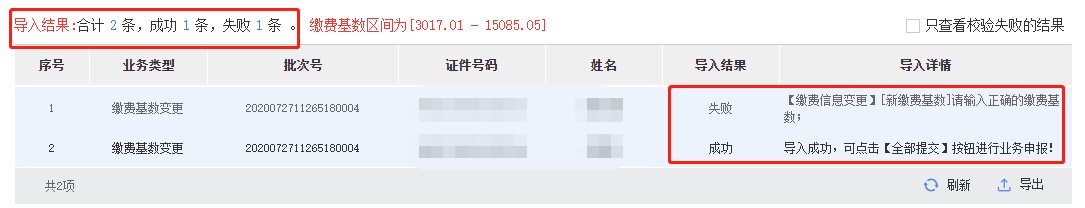 导入结果:合计 2 条，成功 1 条，失败 1 条 。 缴费基数区间为[3017.01 - 15085.05] 只查看校验失败的结果
序号 业务类型 批次号 证件号码 姓名 导入结果 导入详情
1 缴费基数变更 2020072711265180004 失败 【缴费信息变更】[新缴费基数]请输入正确的缴费基
数；
2 缴费基数变更 2020072711265180004 成功 导入成功，可点击【全部提交】按钮进行业务申报！
共2项 刷新 导出